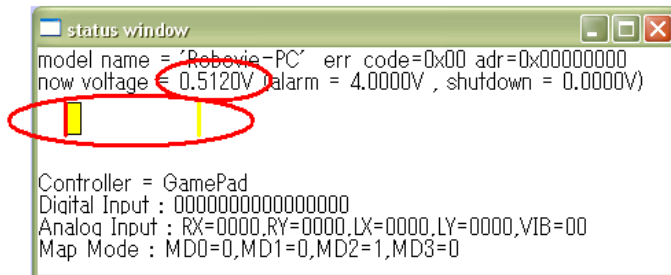 status window
model name = 'Robovie-PC' err code=0x00 adr=0x00000000
now voltage = 0.5120V (alarm = 4.0000V , shutdown = 0.0000V)
Controller = GamePad
Digital Input : 0000000000000000
Analog Input : RX=0000,RY=0000,LX=0000,LY=0000,VIB=00
Map Mode : MD0=0,MD1=0,MD2=1,MD3=0